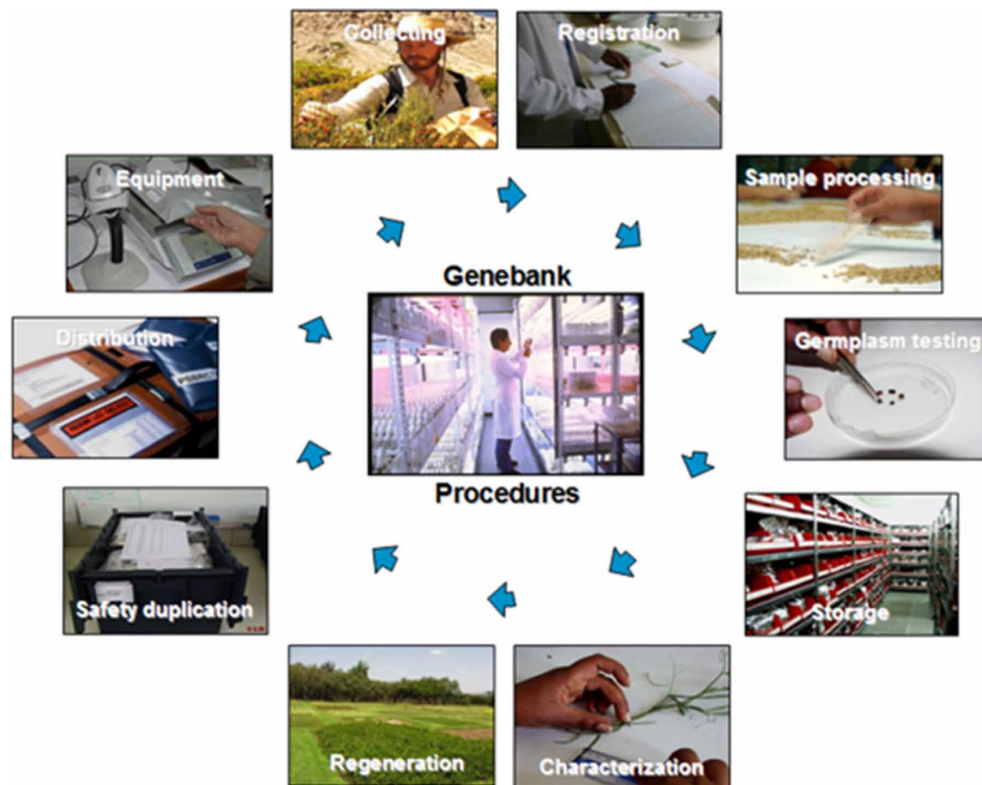 Collecting
Registration
Equipment
Sample processing
Genebank
Distribution
Germplasm testing
Procedures
Safety duplication
Storage
Regeneration
Characterization